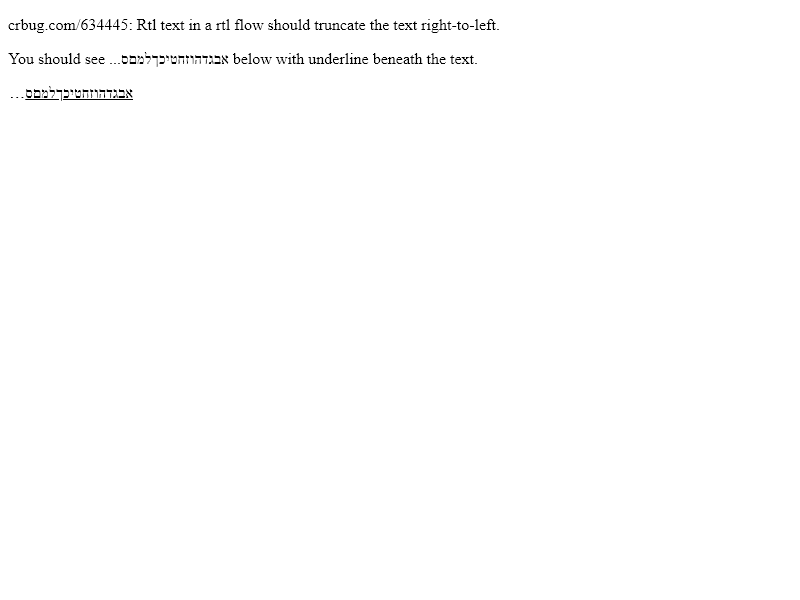 crbug.com/634445: Rtl text in a rtl flow should truncate the text right-to-left.
You should see ...אבגדהוזחטיכךלמםס below with underline beneath the text.
אבגדהוזחטיכךלמםס…